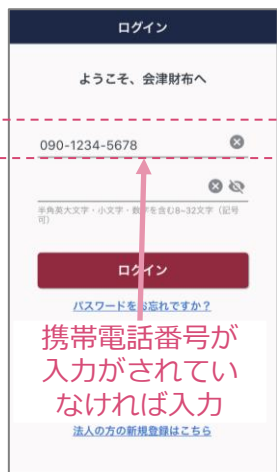 ログイン
ようこそ、会津財布へ
090-1234-5678
半角英大文字・小文字・数字を含む8~32文字（記号
可）
ログイン
パスワードをお忘れですか？
携帯電話番号が
入力がされてい
なければ入力
法人の方の新規登録はこちら